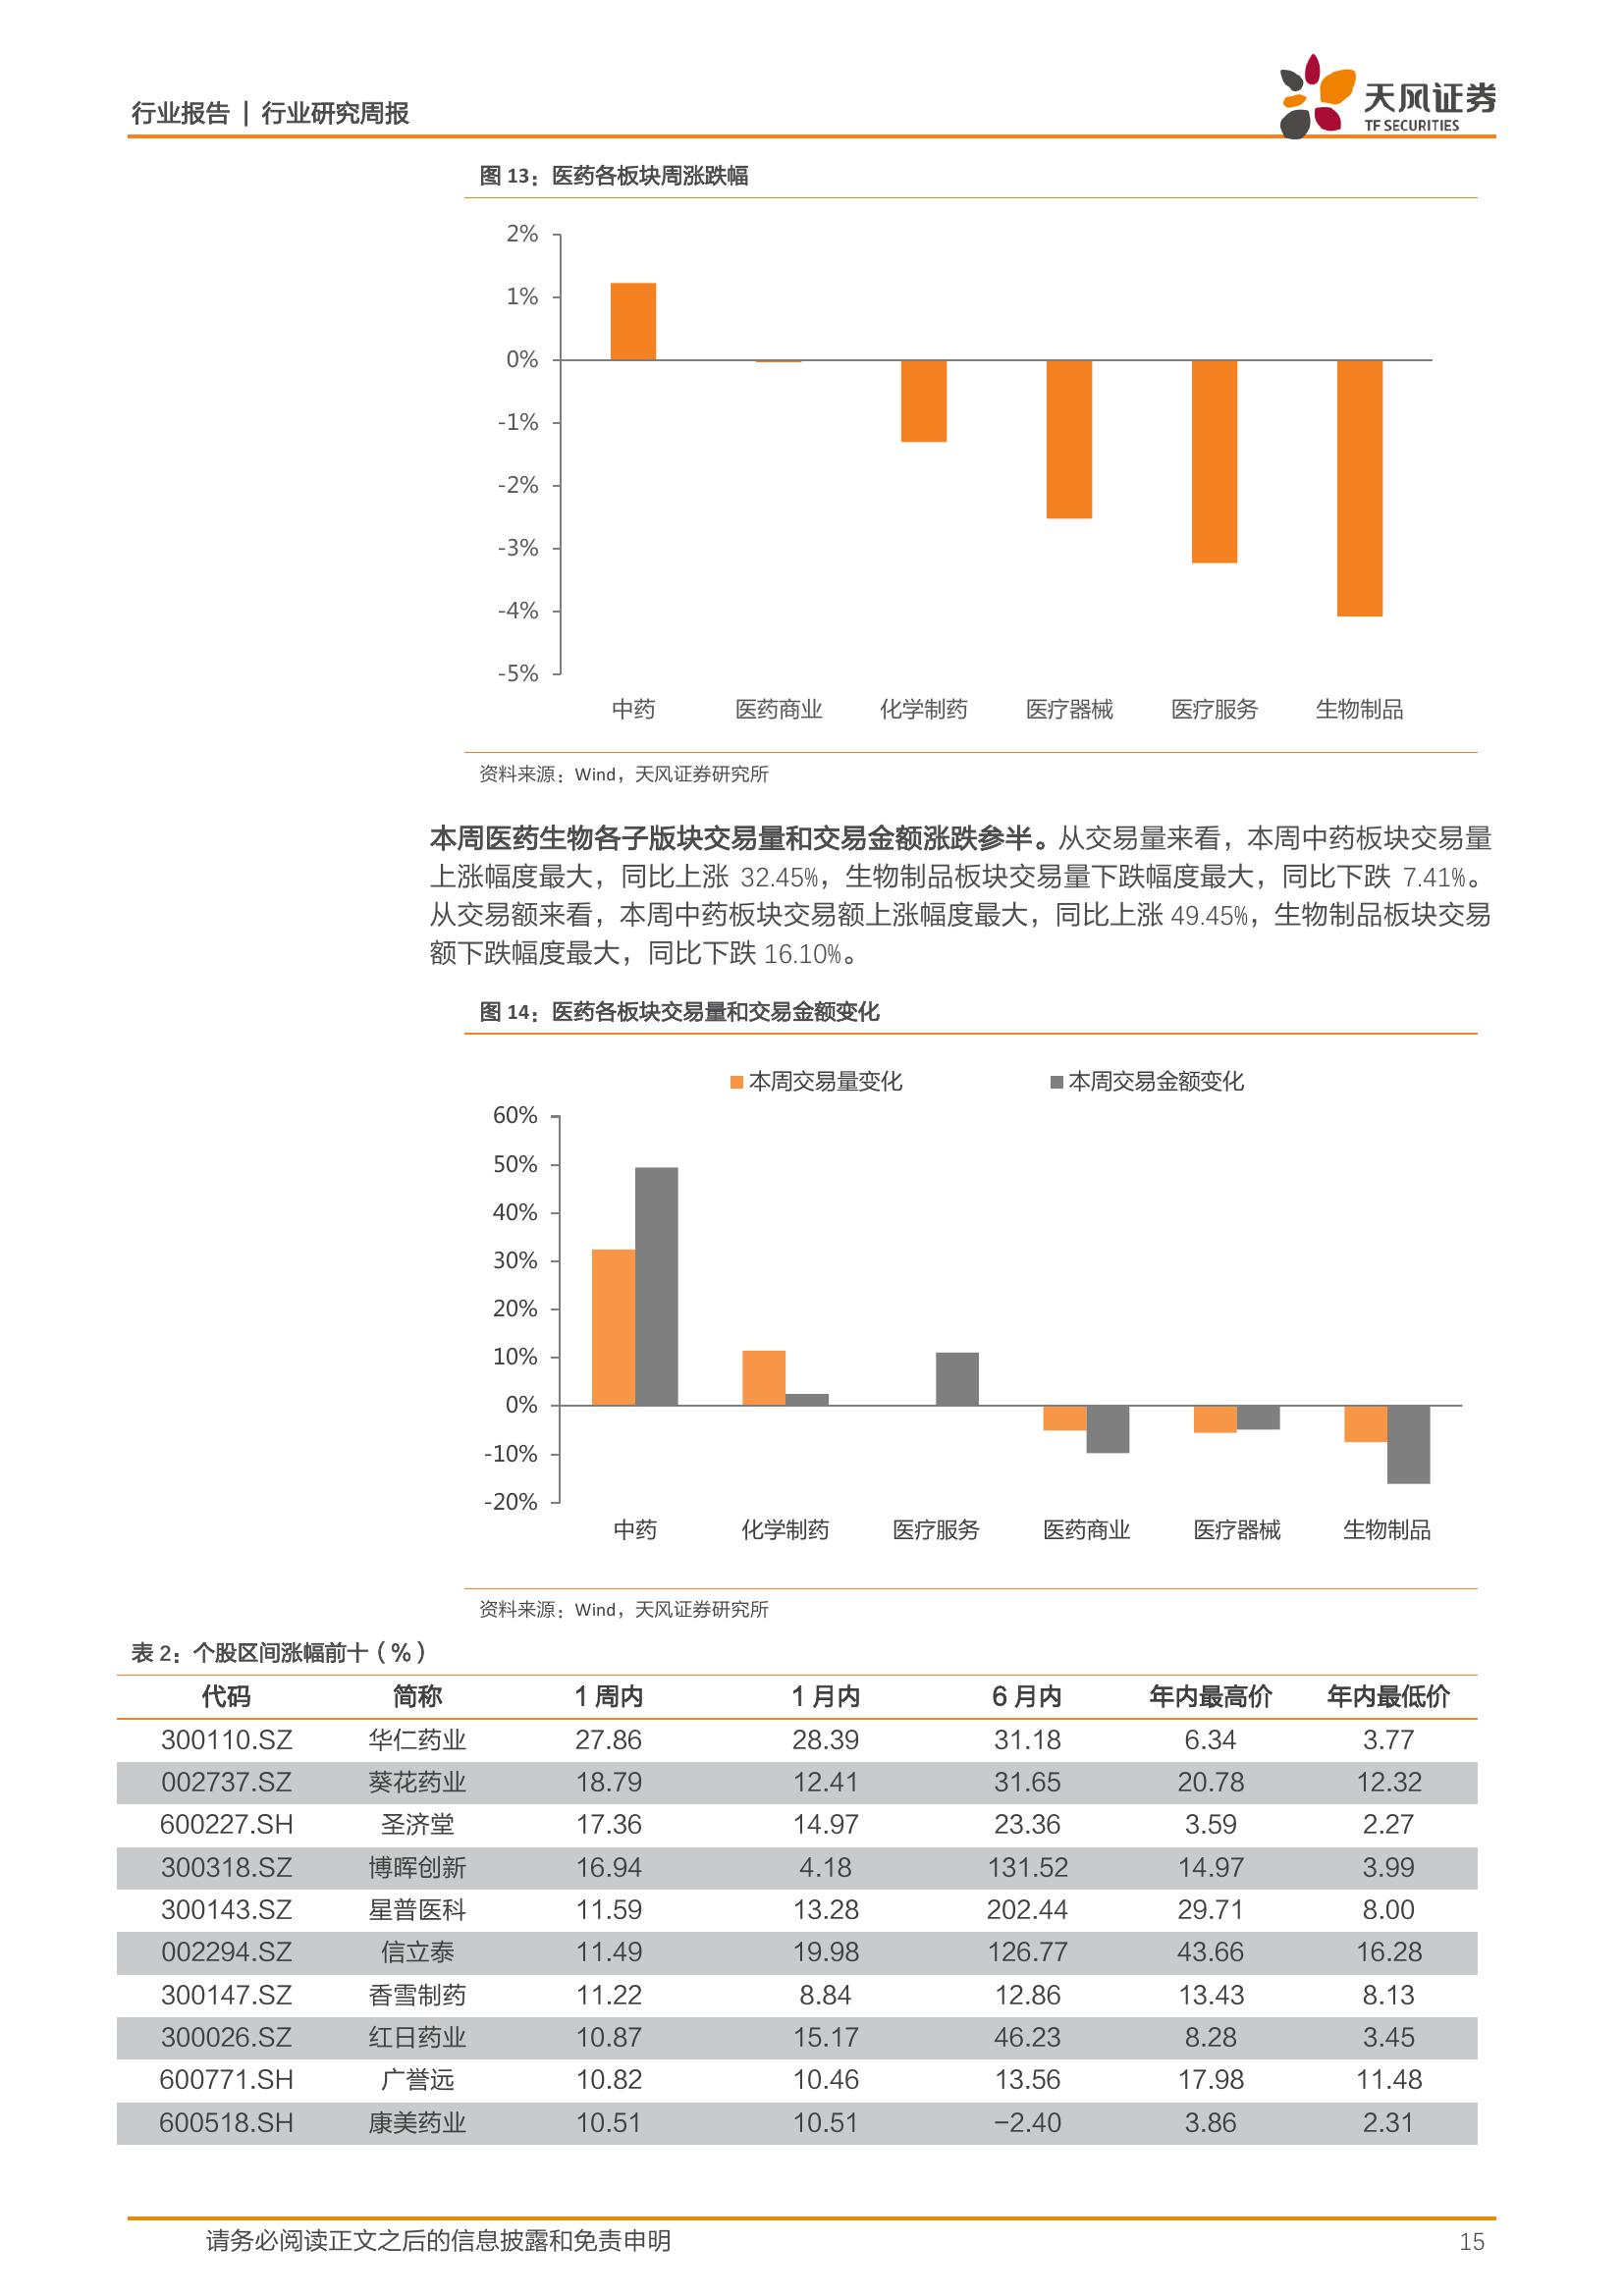 行业报告 | 行业研究周报
天风证券
TF SECURITIES
图 13：医药各板块周涨跌幅
2%
1%
0%
-1%
-2%
-3%
-4%
-5%
中药 医药商业 化学制药 医疗器械 医疗服务 生物制品
资料来源：Wind，天风证券研究所
本周医药生物各子版块交易量和交易金额涨跌参半。从交易量来看，本周中药板块交易量
上涨幅度最大，同比上涨 32.45%，生物制品板块交易量下跌幅度最大，同比下跌 7.41%。
从交易额来看，本周中药板块交易额上涨幅度最大，同比上涨 49.45%，生物制品板块交易
额下跌幅度最大，同比下跌 16.10%。
图 14：医药各板块交易量和交易金额变化
本周交易量变化 本周交易金额变化
60%
50%
40%
30%
20%
10%
0%
-10%
-20%
中药 化学制药 医疗服务 医药商业 医疗器械 生物制品
资料来源：Wind，天风证券研究所
表 2：个股区间涨幅前十（%）
代码 简称 1 周内 1 月内 6 月内 年内最高价 年内最低价
300110.SZ 华仁药业 27.86 28.39 31.18 6.34 3.77
002737.SZ 葵花药业 18.79 12.41 31.65 20.78 12.32
600227.SH 圣济堂 17.36 14.97 23.36 3.59 2.27
300318.SZ 博晖创新 16.94 4.18 131.52 14.97 3.99
300143.SZ 星普医科 11.59 13.28 202.44 29.71 8.00
002294.SZ 信立泰 11.49 19.98 126.77 43.66 16.28
300147.SZ 香雪制药 11.22 8.84 12.86 13.43 8.13
300026.SZ 红日药业 10.87 15.17 46.23 8.28 3.45
600771.SH 广誉远 10.82 10.46 13.56 17.98 11.48
600518.SH 康美药业 10.51 10.51 -2.40 3.86 2.31
请务必阅读正文之后的信息披露和免责申明 15